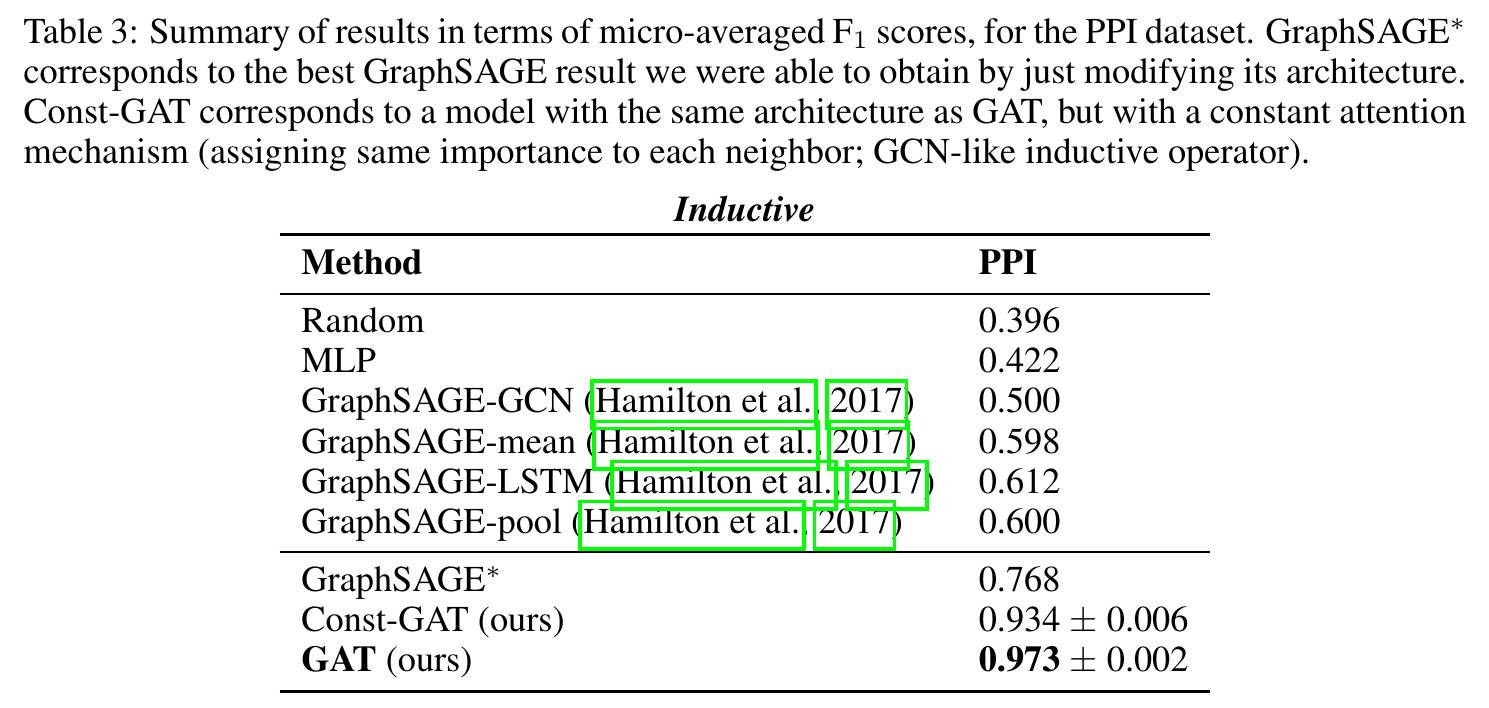 Table 3: Summary of results in terms of micro-averaged F₁ scores, for the PPI dataset. GraphSAGE*
corresponds to the best GraphSAGE result we were able to obtain by just modifying its architecture.
Const-GAT corresponds to a model with the same architecture as GAT, but with a constant attention
mechanism (assigning same importance to each neighbor; GCN-like inductive operator).
Inductive
Method PPI
Random 0.396
MLP 0.422
GraphSAGE-GCN (Hamilton et al., 2017) 0.500
GraphSAGE-mean (Hamilton et al., 2017) 0.598
GraphSAGE-LSTM (Hamilton et al., 2017) 0.612
GraphSAGE-pool (Hamilton et al., 2017) 0.600
GraphSAGE* 0.768
Const-GAT (ours) 0.934 ± 0.006
GAT (ours) 0.973 ± 0.002